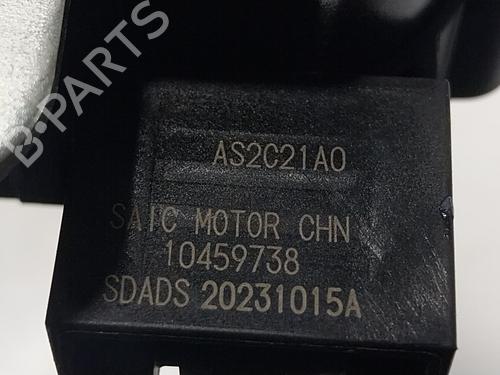 B-PARTS
AS2C21A0
SAIC MOTOR CHN
10459738
SDADS 20231015A